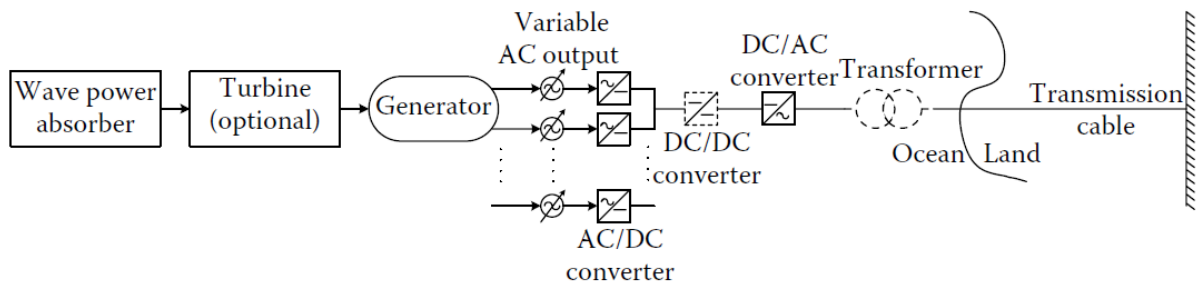 Wave power
absorber
Turbine
(optional)
Generator
Variable
AC output
AC/DC
converter
DC/DC
converter
DC/AC
converter
Transformer
Ocean
Land
Transmission
cable